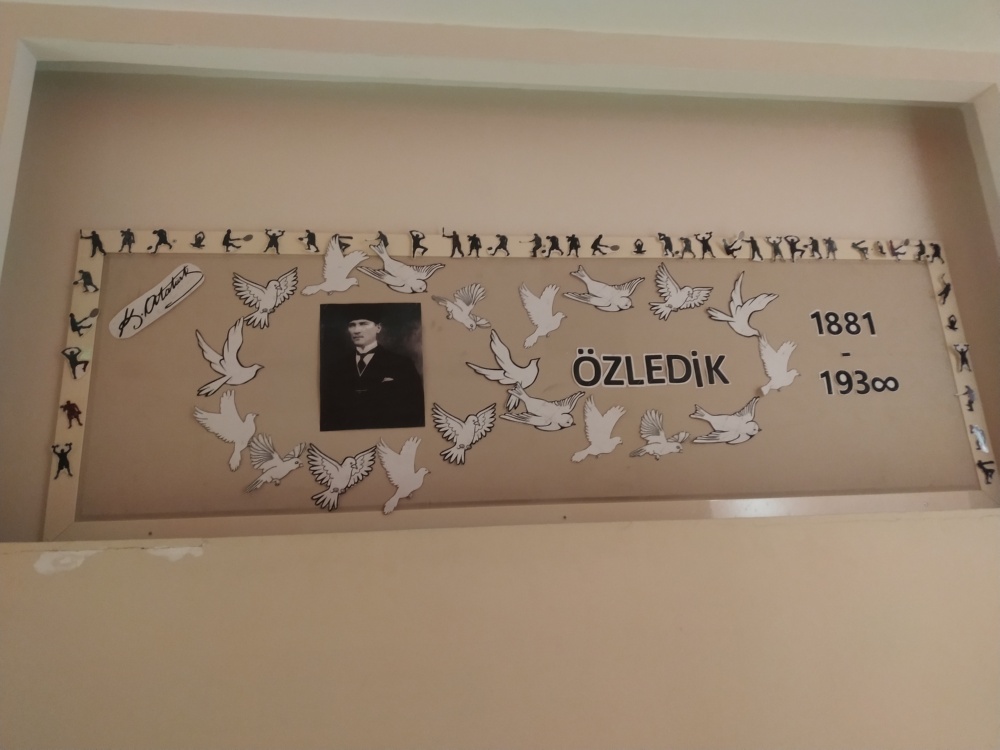 K. Atatürk
ÖZLEDİK
1881
-
193∞